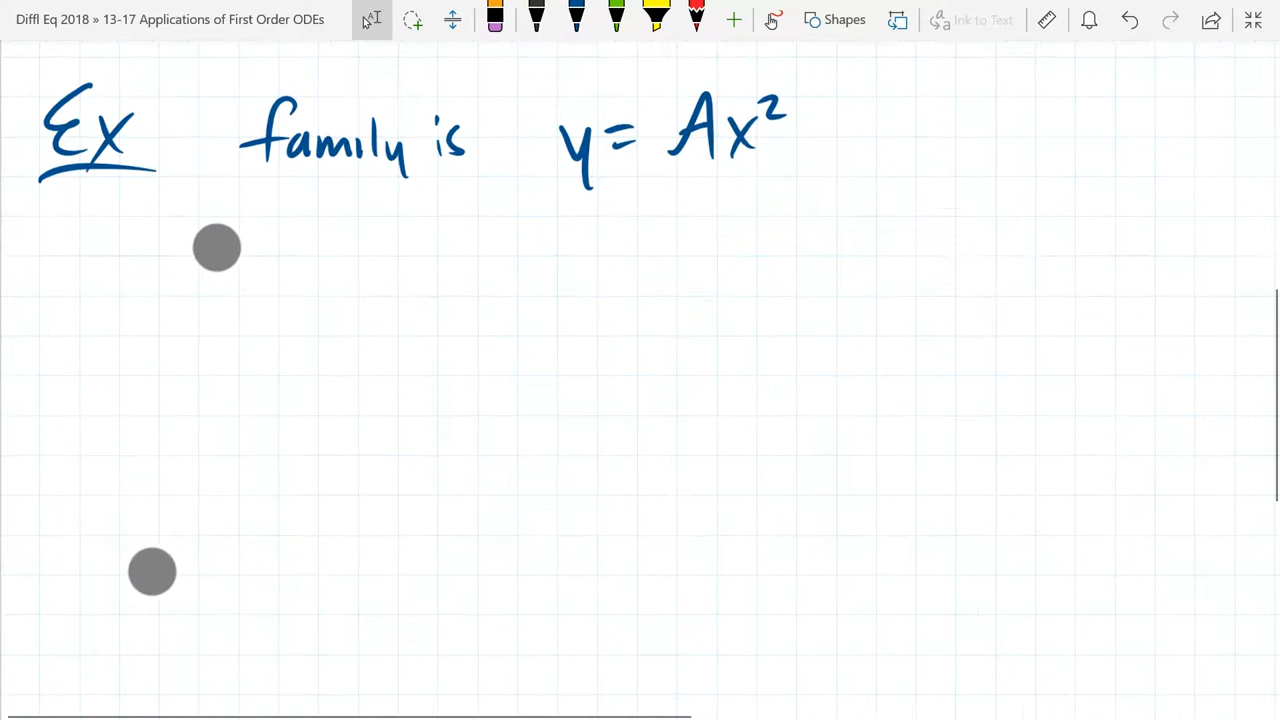 Diffl Eq 2018 » 13-17 Applications of First Order ODEs
Shapes
Ink to Text
Ex family is y = Ax²